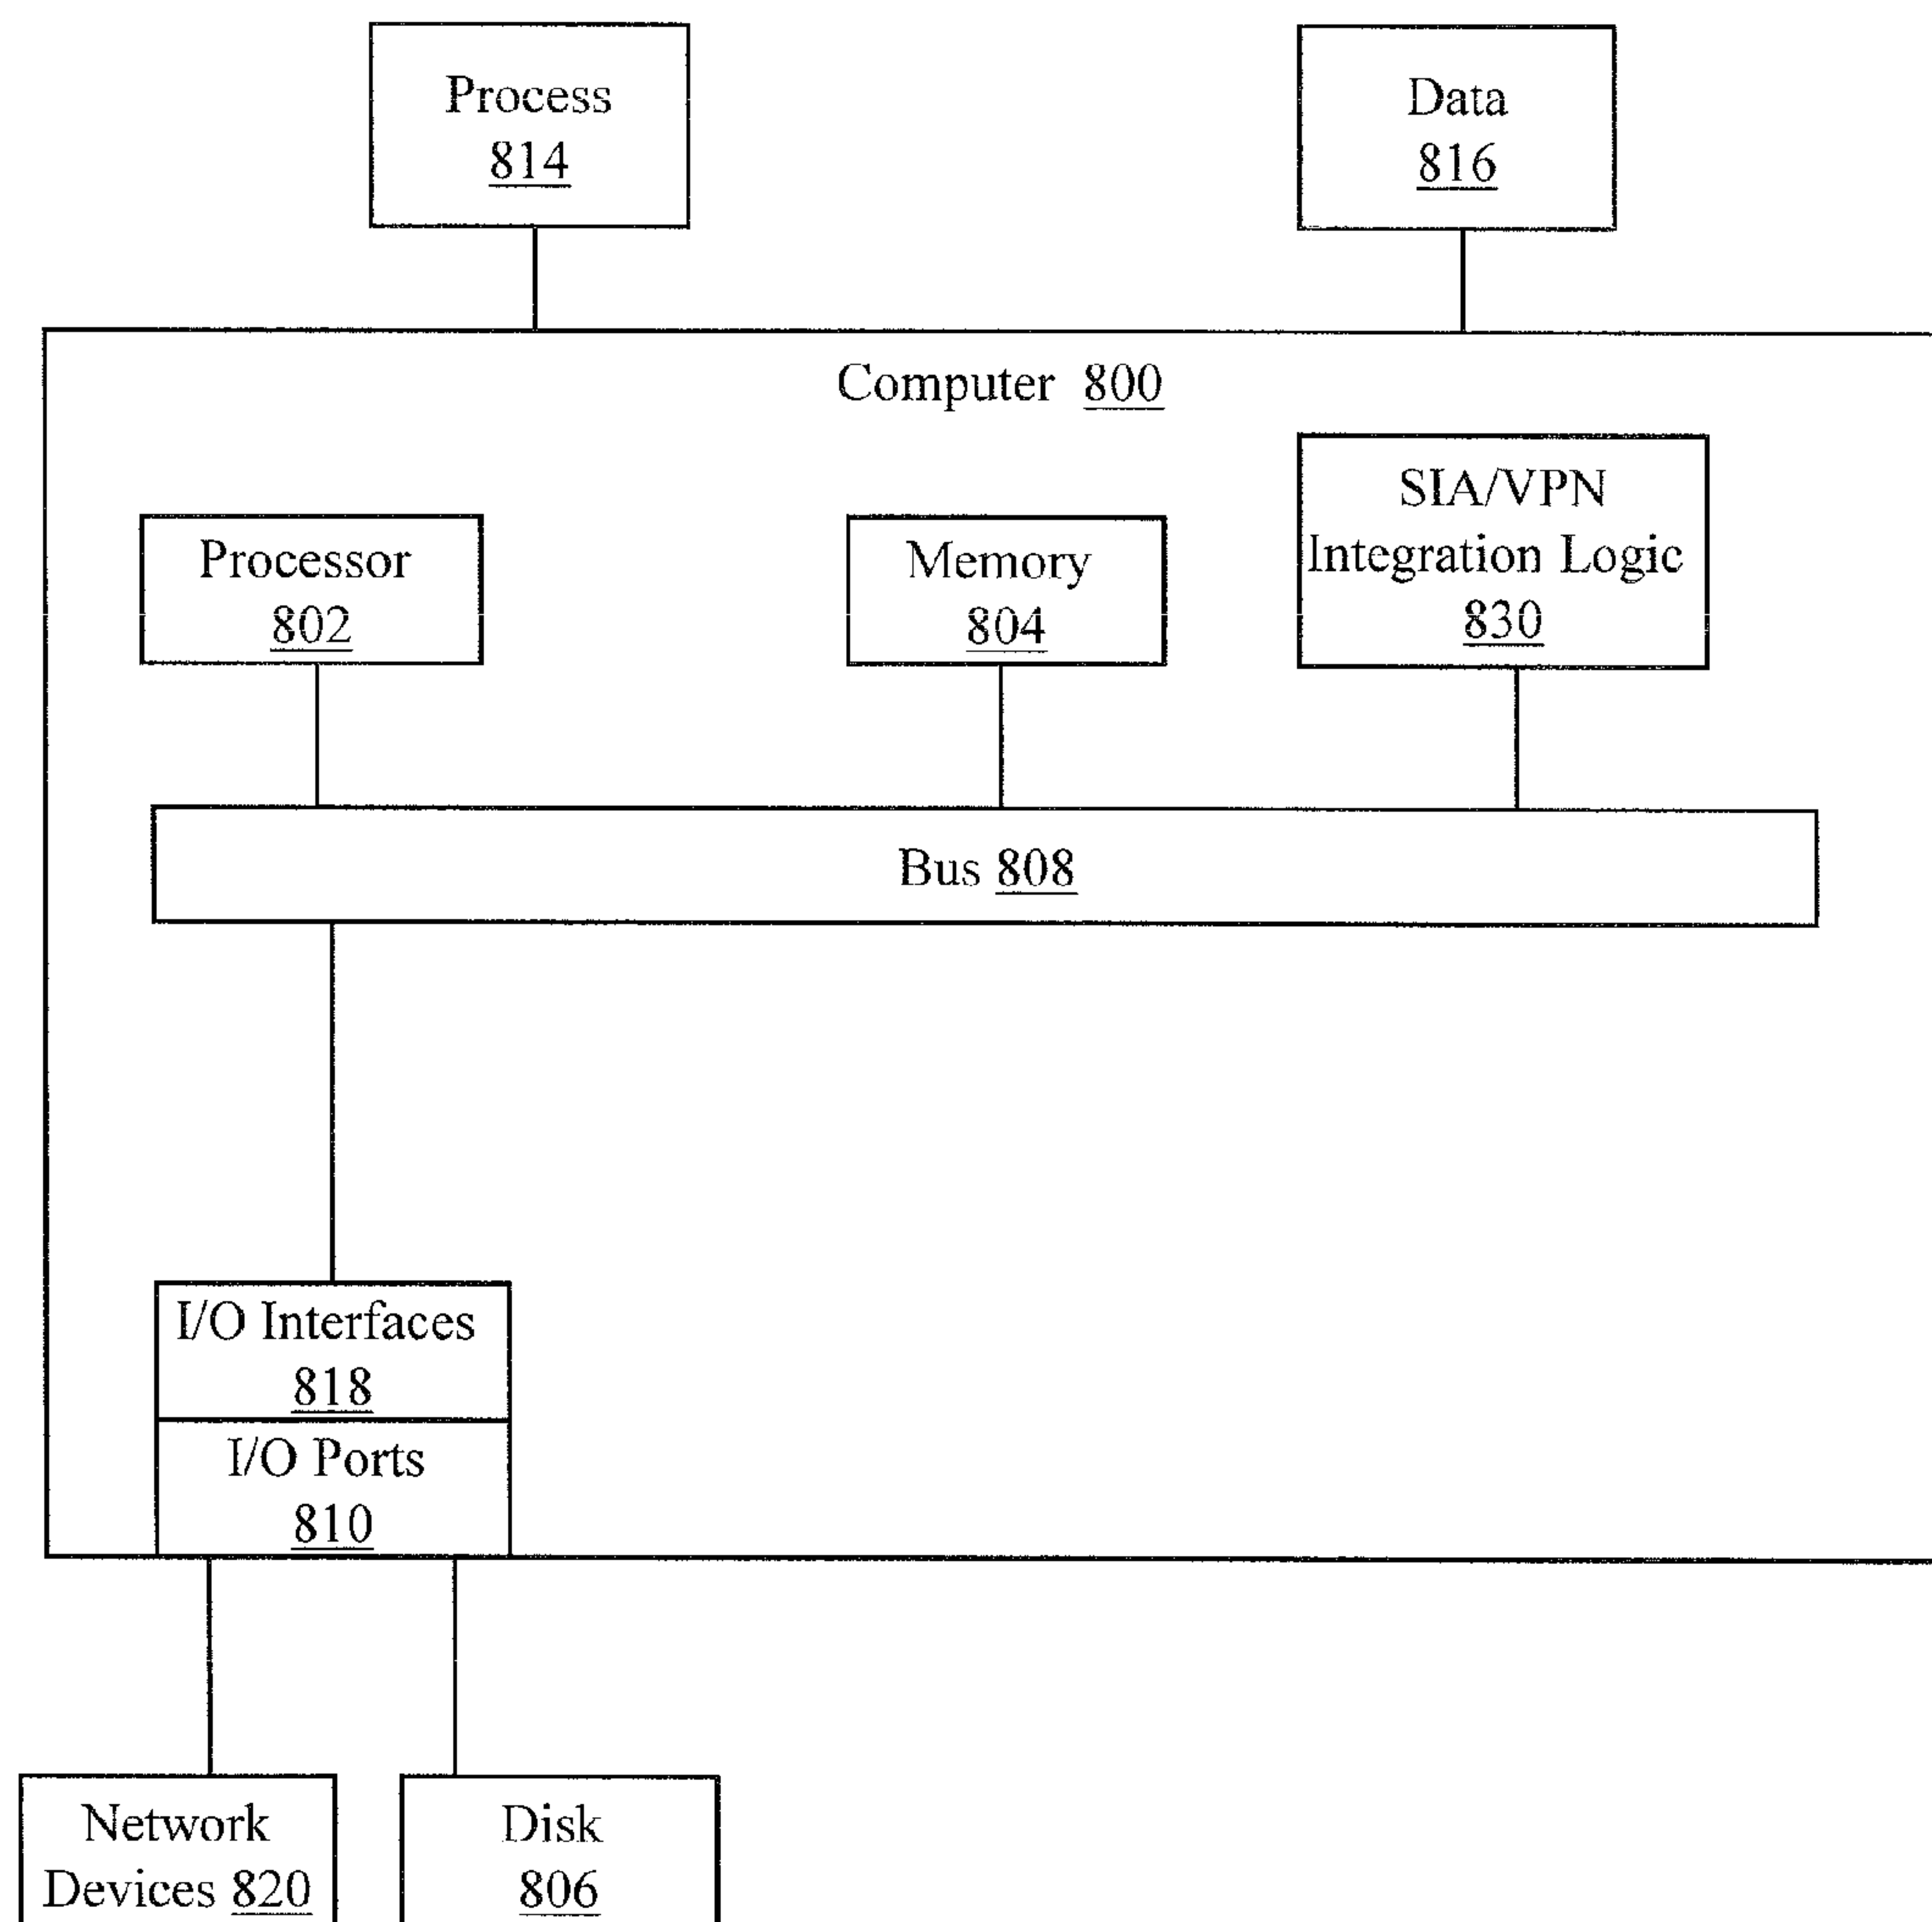 Process
814
Data
816
Computer 800
Processor
802
Memory
804
SIA/VPN
Integration Logic
830
Bus 808
I/O Interfaces
818
I/O Ports
810
Network
Devices 820
Disk
806